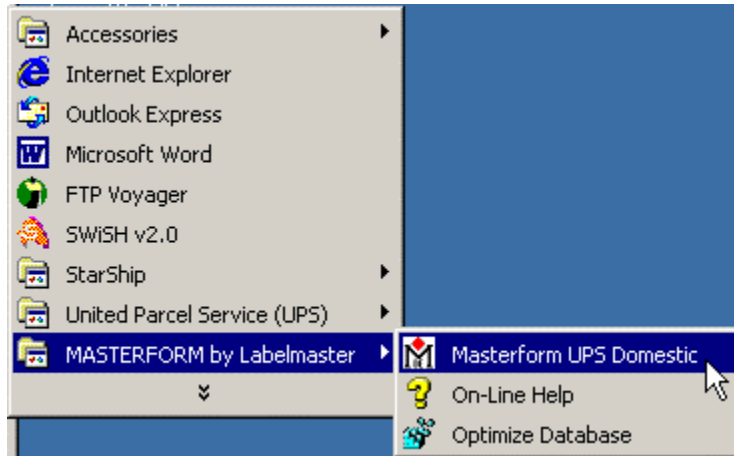 Accessories
Internet Explorer
Outlook Express
Microsoft Word
FTP Voyager
SWiSH v2.0
StarShip
United Parcel Service (UPS)
MASTERFORM by Labelmaster
Masterform UPS Domestic
On-Line Help
Optimize Database